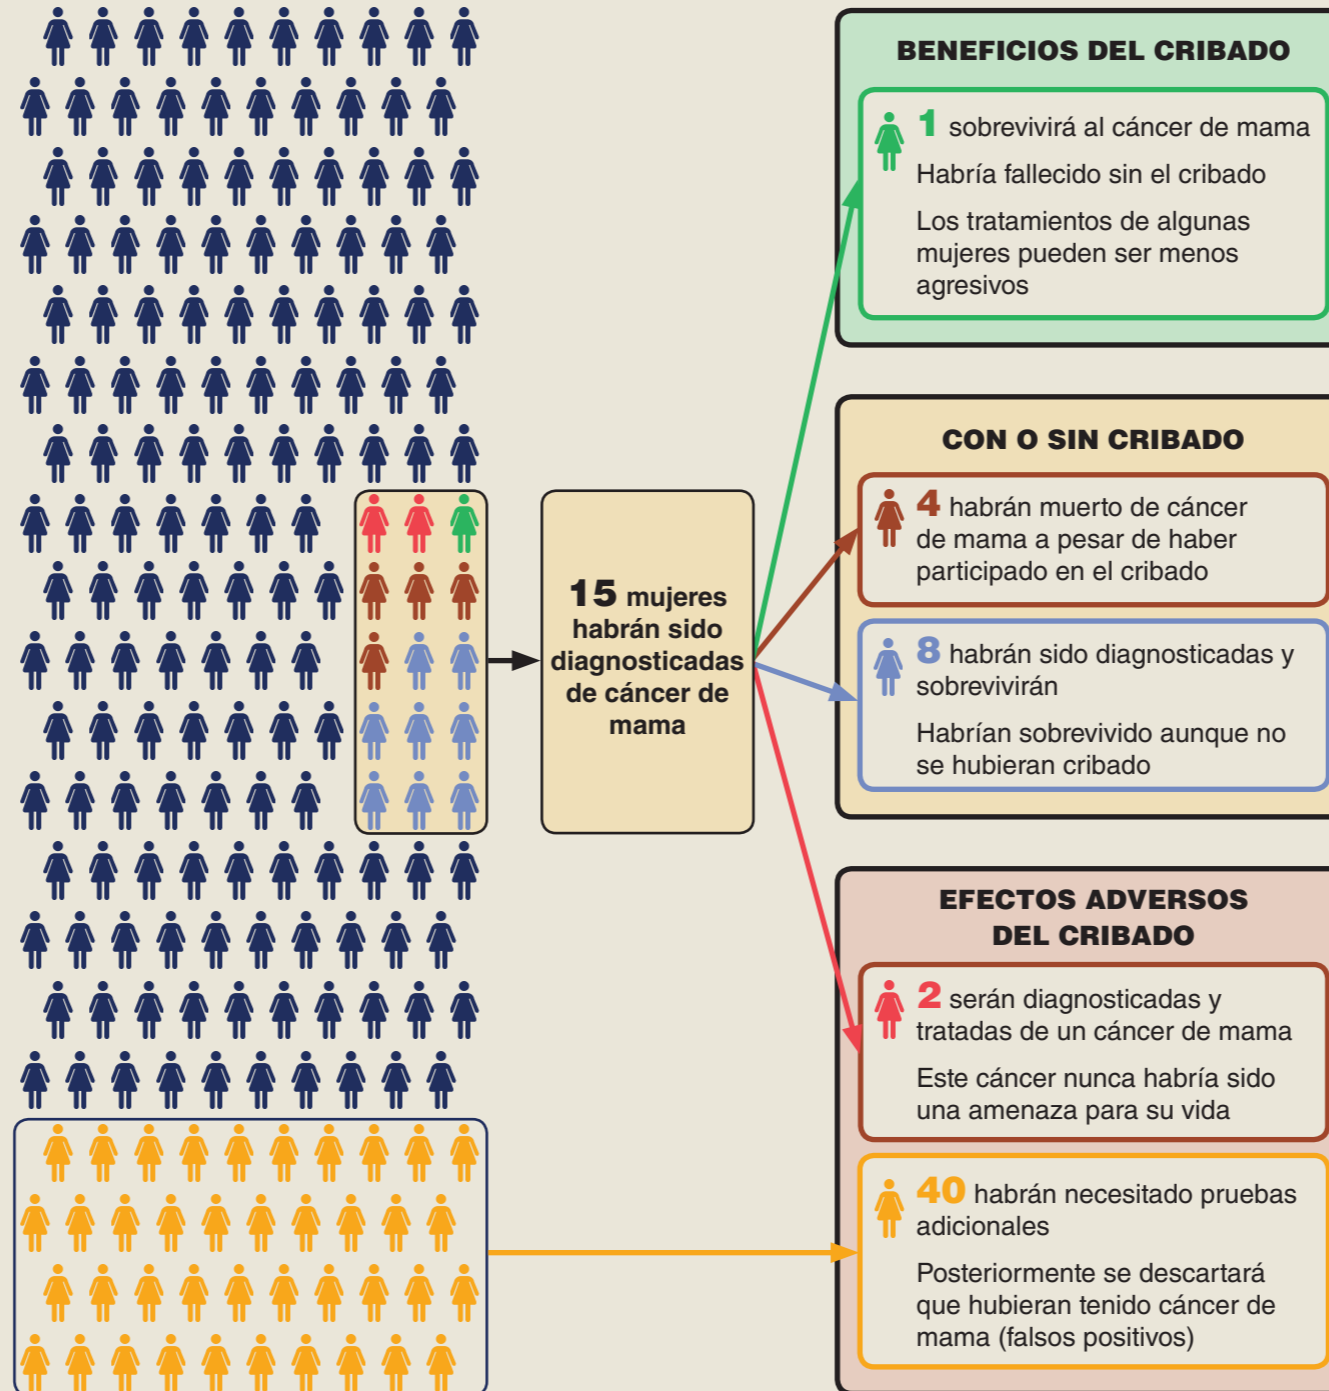 15 mujeres
habrán sido
diagnosticadas
de cáncer de
mama
BENEFICIOS DEL CRIBADO
1 sobrevivirá al cáncer de mama
Habría fallecido sin el cribado
Los tratamientos de algunas
mujeres pueden ser menos
agresivos
CON O SIN CRIBADO
4 habrán muerto de cáncer
de mama a pesar de haber
participado en el cribado
8 habrán sido diagnosticadas y
sobrevivirán
Habrían sobrevivido aunque no
se hubieran cribado
EFECTOS ADVERSOS
DEL CRIBADO
2 serán diagnosticadas y
tratadas de un cáncer de mama
Este cáncer nunca habría sido
una amenaza para su vida
40 habrán necesitado pruebas
adicionales
Posteriormente se descartará
que hubieran tenido cáncer de
mama (falsos positivos)